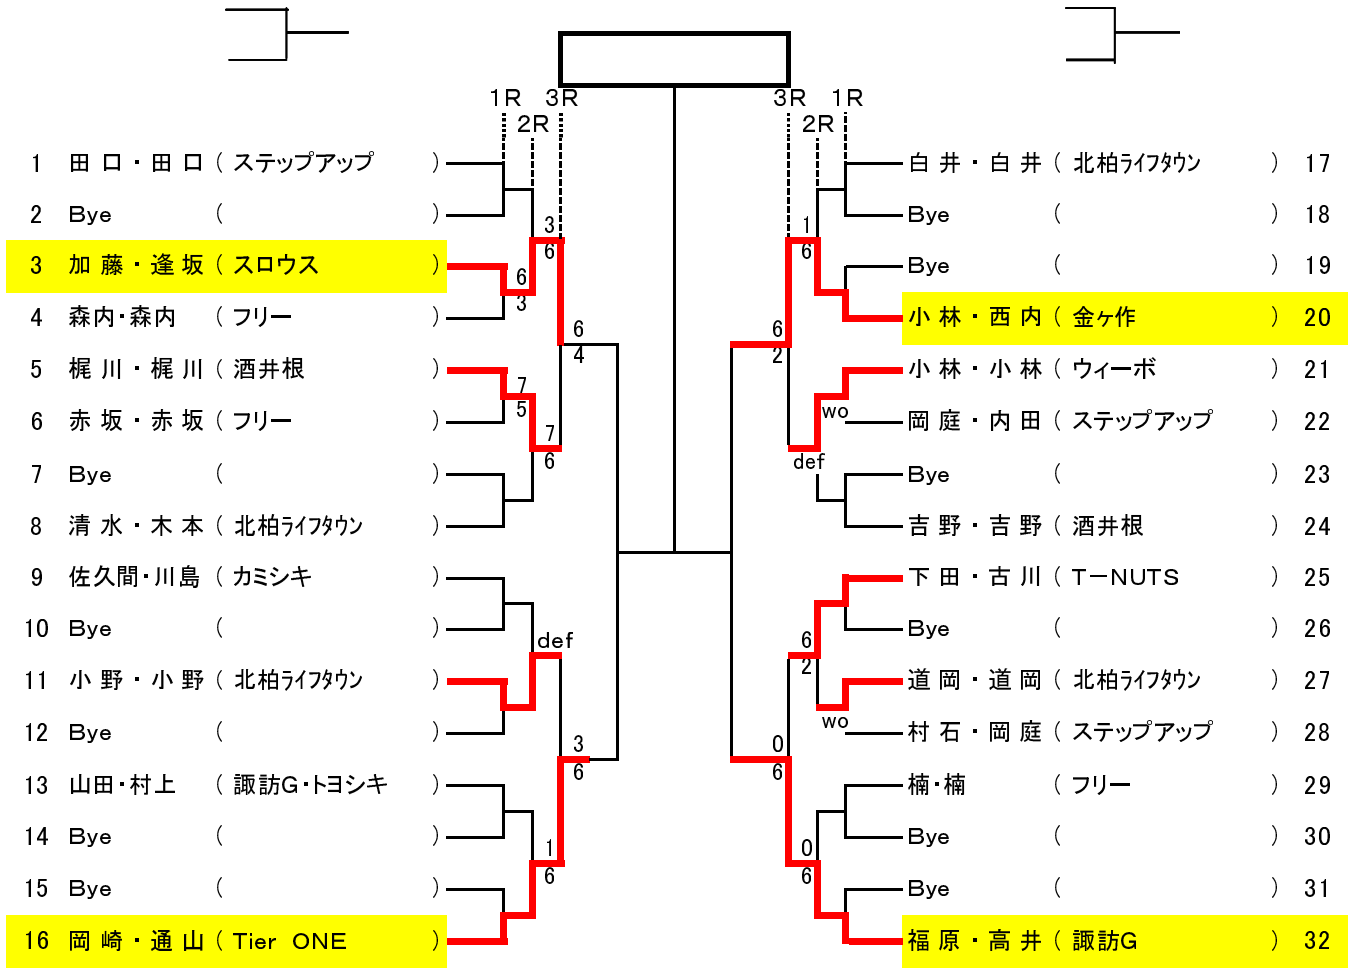 1R 3R 3R 1R
2R 2R
1 田口・田口 ( ステップアップ )
2 Bye ( )
3 加藤・逢坂 ( スロウス )
4 森内・森内 ( フリー )
5 梶川・梶川 ( 酒井根 )
6 赤坂・赤坂 ( フリー )
7 Bye ( )
8 清水・木本 ( 北柏ライフタウン )
9 佐久間・川島 ( カミシキ )
10 Bye ( )
11 小野・小野 ( 北柏ライフタウン )
12 Bye ( )
13 山田・村上 ( 諏訪G・トヨシキ )
14 Bye ( )
15 Bye ( )
16 岡崎・通山 ( Tier ONE )
3
6
6
3
6
4
7
5
7
6
def
3
6
1
6
白井・白井 ( 北柏ライフタウン ) 17
Bye ( ) 18
Bye ( ) 19
小林・西内 ( 金ヶ作 ) 20
小林・小林 ( ウィーボ ) 21
岡庭・内田 ( ステップアップ ) 22
Bye ( ) 23
吉野・吉野 ( 酒井根 ) 24
下田・古川 ( T－NUTS ) 25
Bye ( ) 26
道岡・道岡 ( 北柏ライフタウン ) 27
村石・岡庭 ( ステップアップ ) 28
楠・楠 ( フリー ) 29
Bye ( ) 30
Bye ( ) 31
福原・高井 ( 諏訪G ) 32
1
6
6
2
wo
def
6
2
wo
0
6
0
6